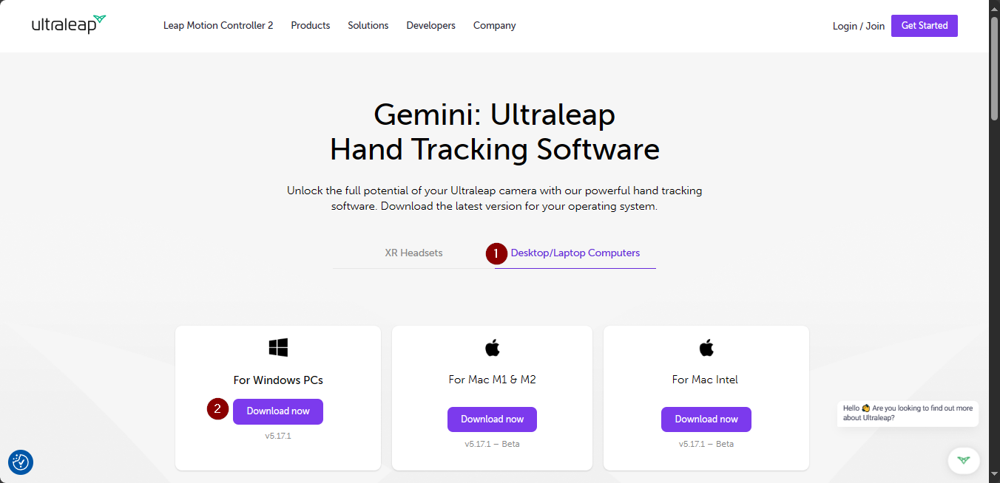 ultraleap
Leap Motion Controller 2 Products Solutions Developers Company
Login / Join Get Started
Gemini: Ultraleap
Hand Tracking Software
Unlock the full potential of your Ultraleap camera with our powerful hand tracking
software. Download the latest version for your operating system.
XR Headsets 1 Desktop/Laptop Computers
For Windows PCs
2 Download now
v5.17.1
For Mac M1 & M2
Download now
v5.17.1 – Beta
For Mac Intel
Download now
v5.17.1 – Beta
Hello 👋 Are you looking to find out more
about Ultraleap?